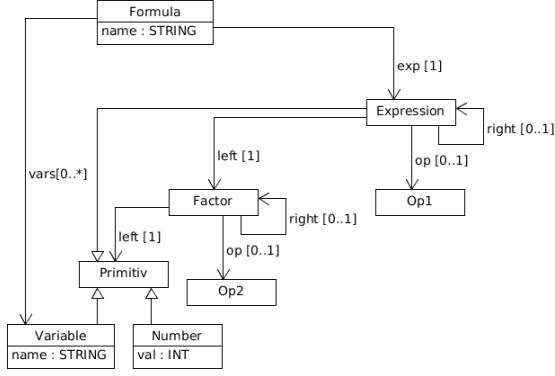 Formula
name : STRING
exp [1]
Expression
right [0..1]
left [1]
op [0..1]
vars[0..*]
Factor
Op1
right [0..1]
left [1]
op [0..1]
Primitiv
Op2
Variable
name : STRING
Number
val : INT